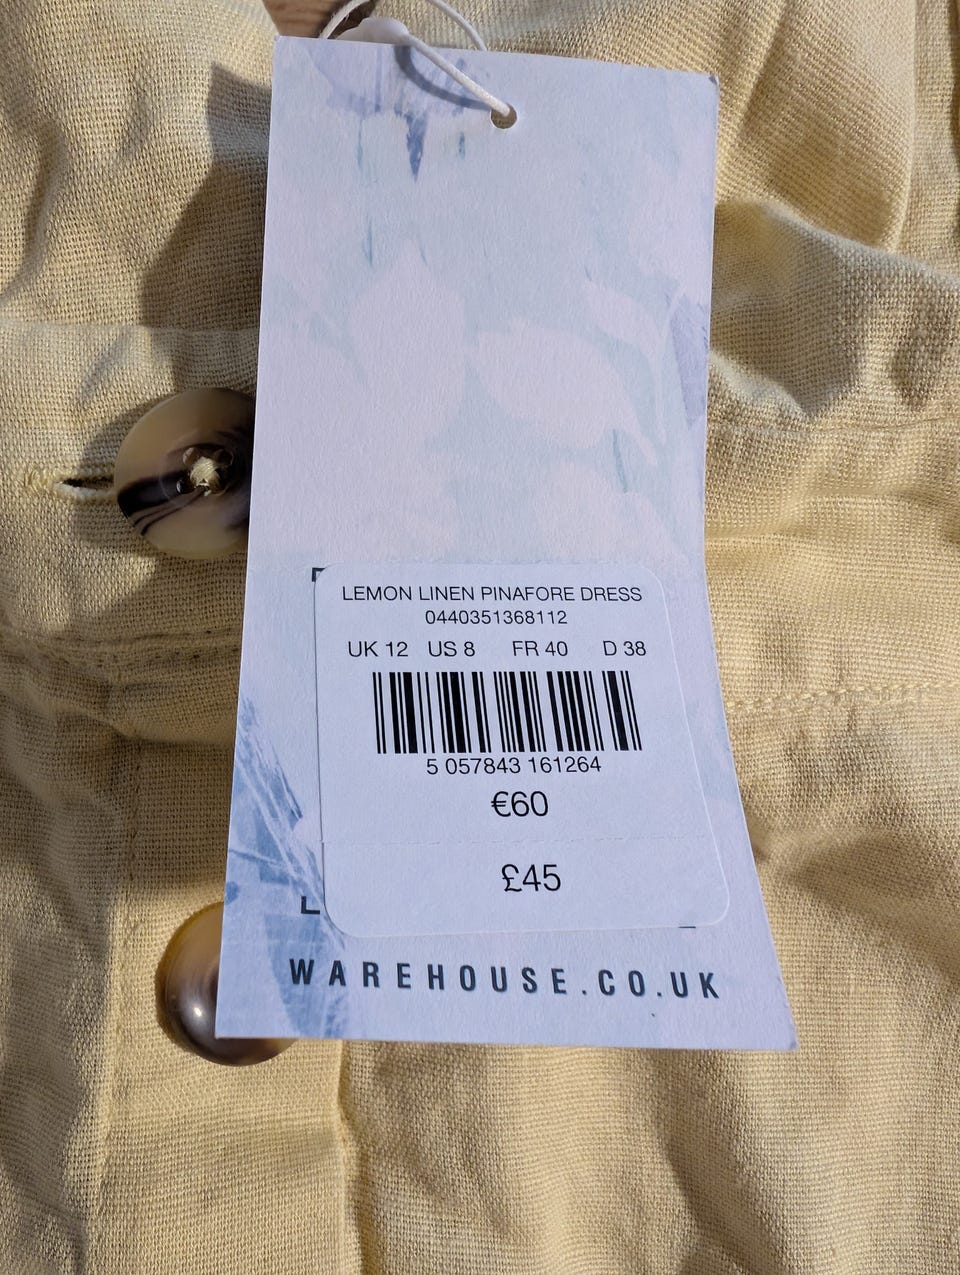 LEMON LINEN PINAFORE DRESS
0440351368112
UK 12 US 8 FR 40 D 38
5 057843 161264
€60
£45
WAREHOUSE.CO.UK